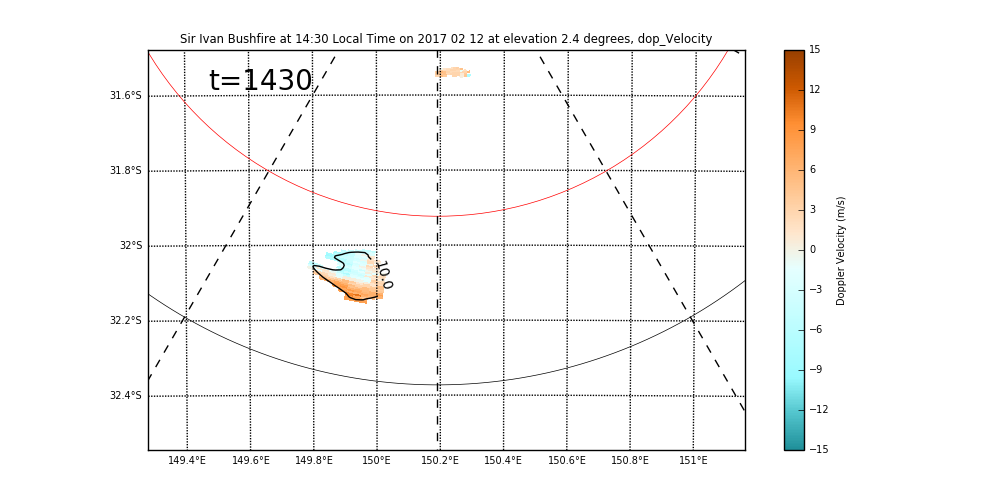 Sir Ivan Bushfire at 14:30 Local Time on 2017 02 12 at elevation 2.4 degrees, dop_Velocity
t=1430
31.6°S
31.8°S
32°S
32.2°S
32.4°S
10.0
149.4°E 149.6°E 149.8°E 150°E 150.2°E 150.4°E 150.6°E 150.8°E 151°E
15
12
9
6
3
0
−3
−6
−9
−12
−15
Doppler Velocity (m/s)